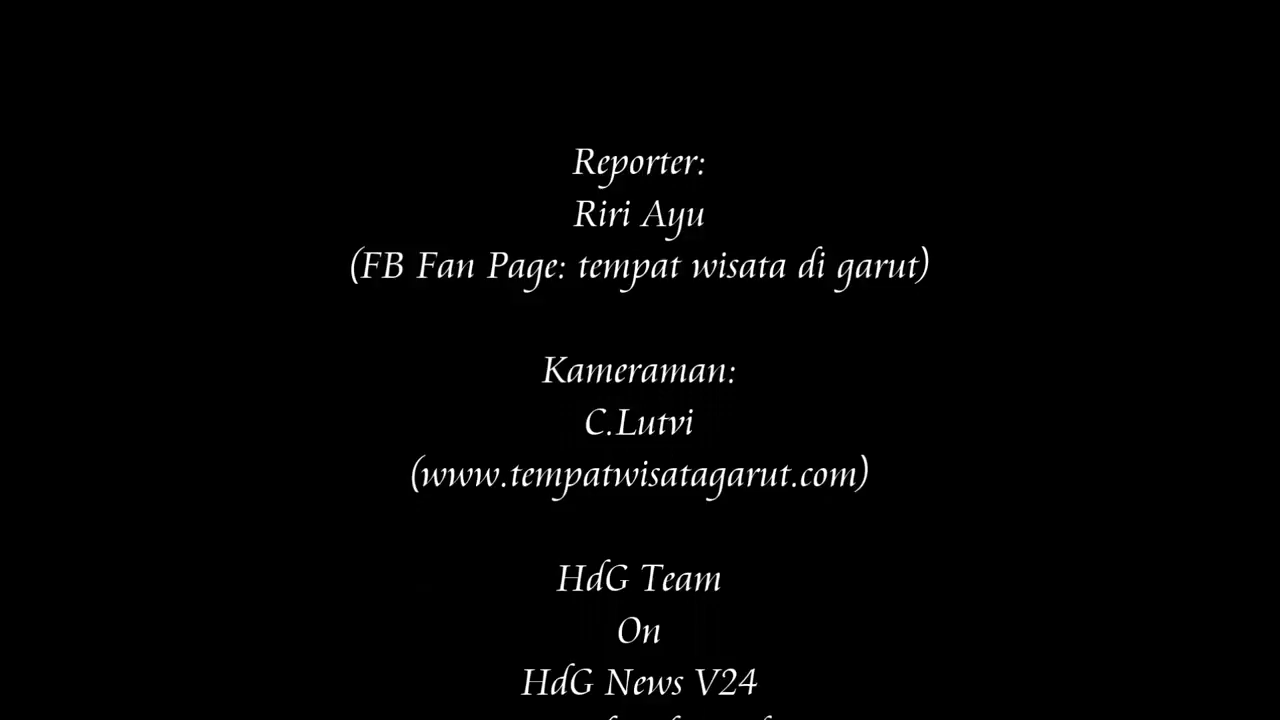 Reporter:
Riri Ayu
(FB Fan Page: tempat wisata di garut)
Kameraman:
C.Lutvi
(www.tempatwisatagarut.com)
HdG Team
On
HdG News V24